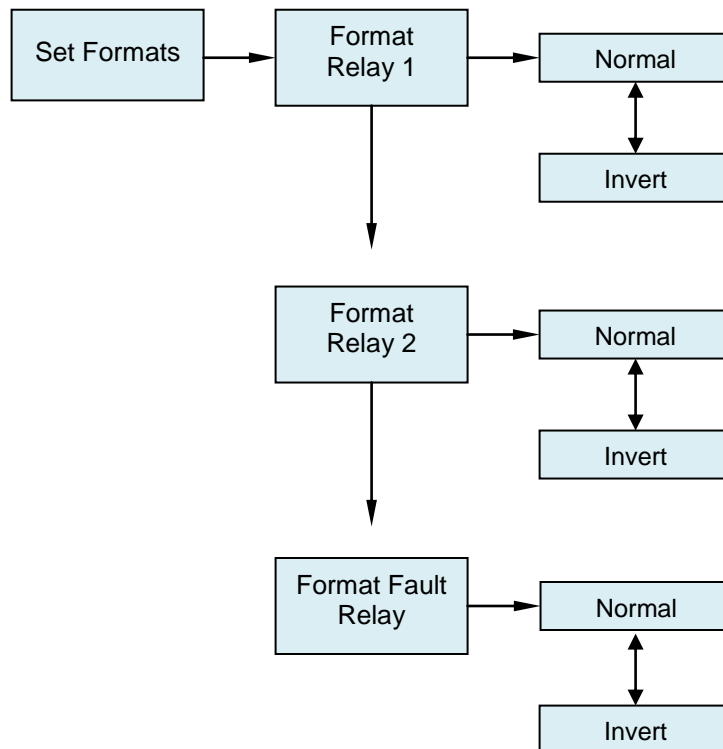 Set Formats
Format
Relay 1
Normal
Invert
Format
Relay 2
Normal
Invert
Format Fault
Relay
Normal
Invert